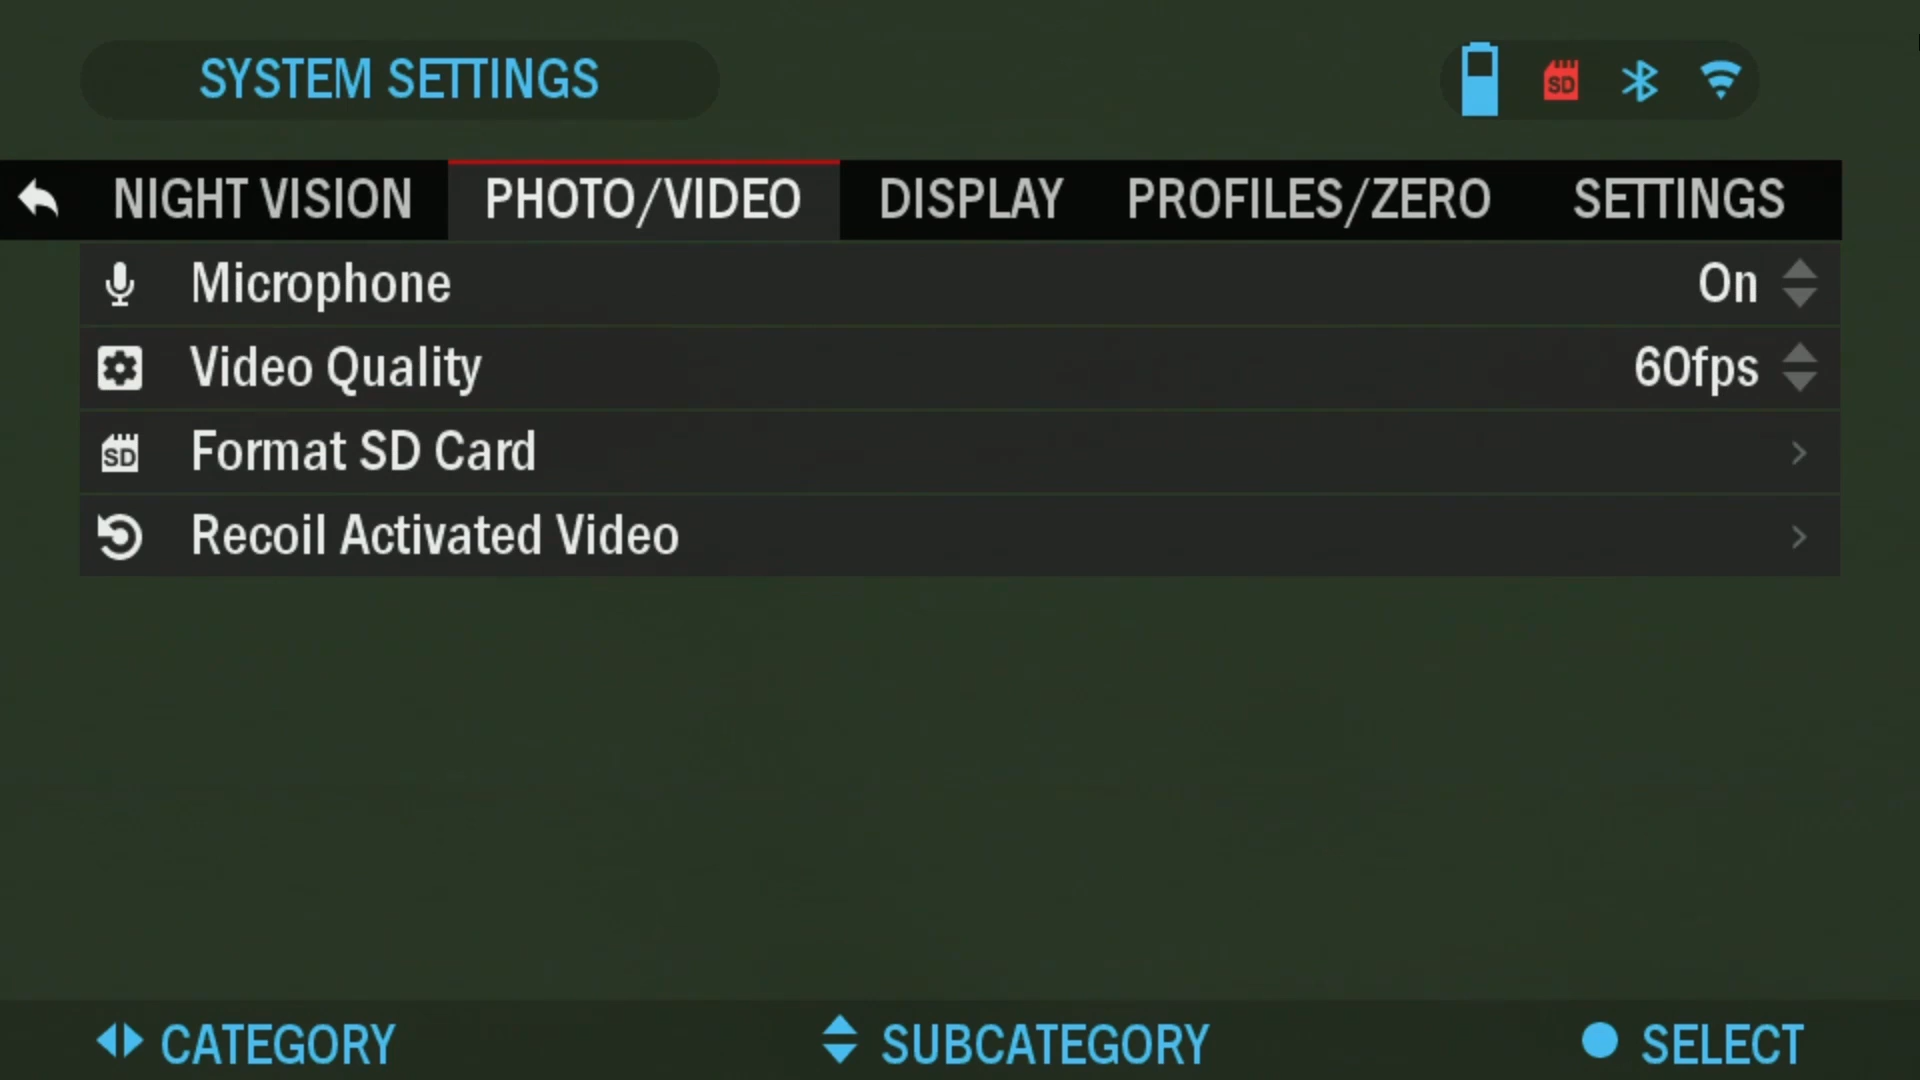 SYSTEM SETTINGS
SD
NIGHT VISION PHOTO/VIDEO DISPLAY PROFILES/ZERO SETTINGS
Microphone On
Video Quality 60fps
SD Format SD Card
Recoil Activated Video
CATEGORY SUBCATEGORY SELECT